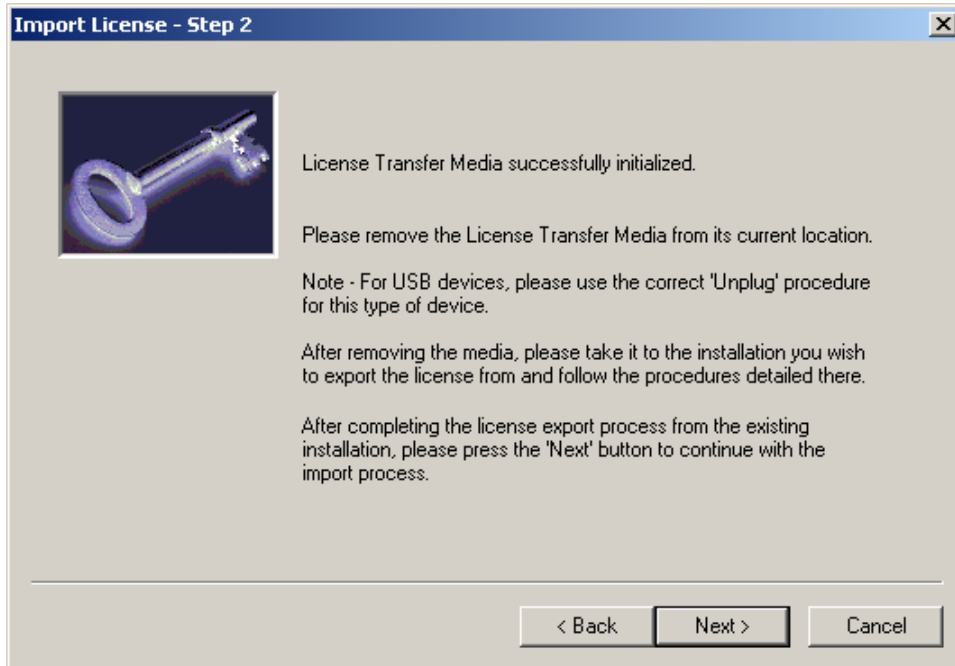 Import License - Step 2
License Transfer Media successfully initialized.
Please remove the License Transfer Media from its current location.
Note - For USB devices, please use the correct 'Unplug' procedure
for this type of device.
After removing the media, please take it to the installation you wish
to export the license from and follow the procedures detailed there.
After completing the license export process from the existing
installation, please press the 'Next' button to continue with the
import process.
< Back Next > Cancel